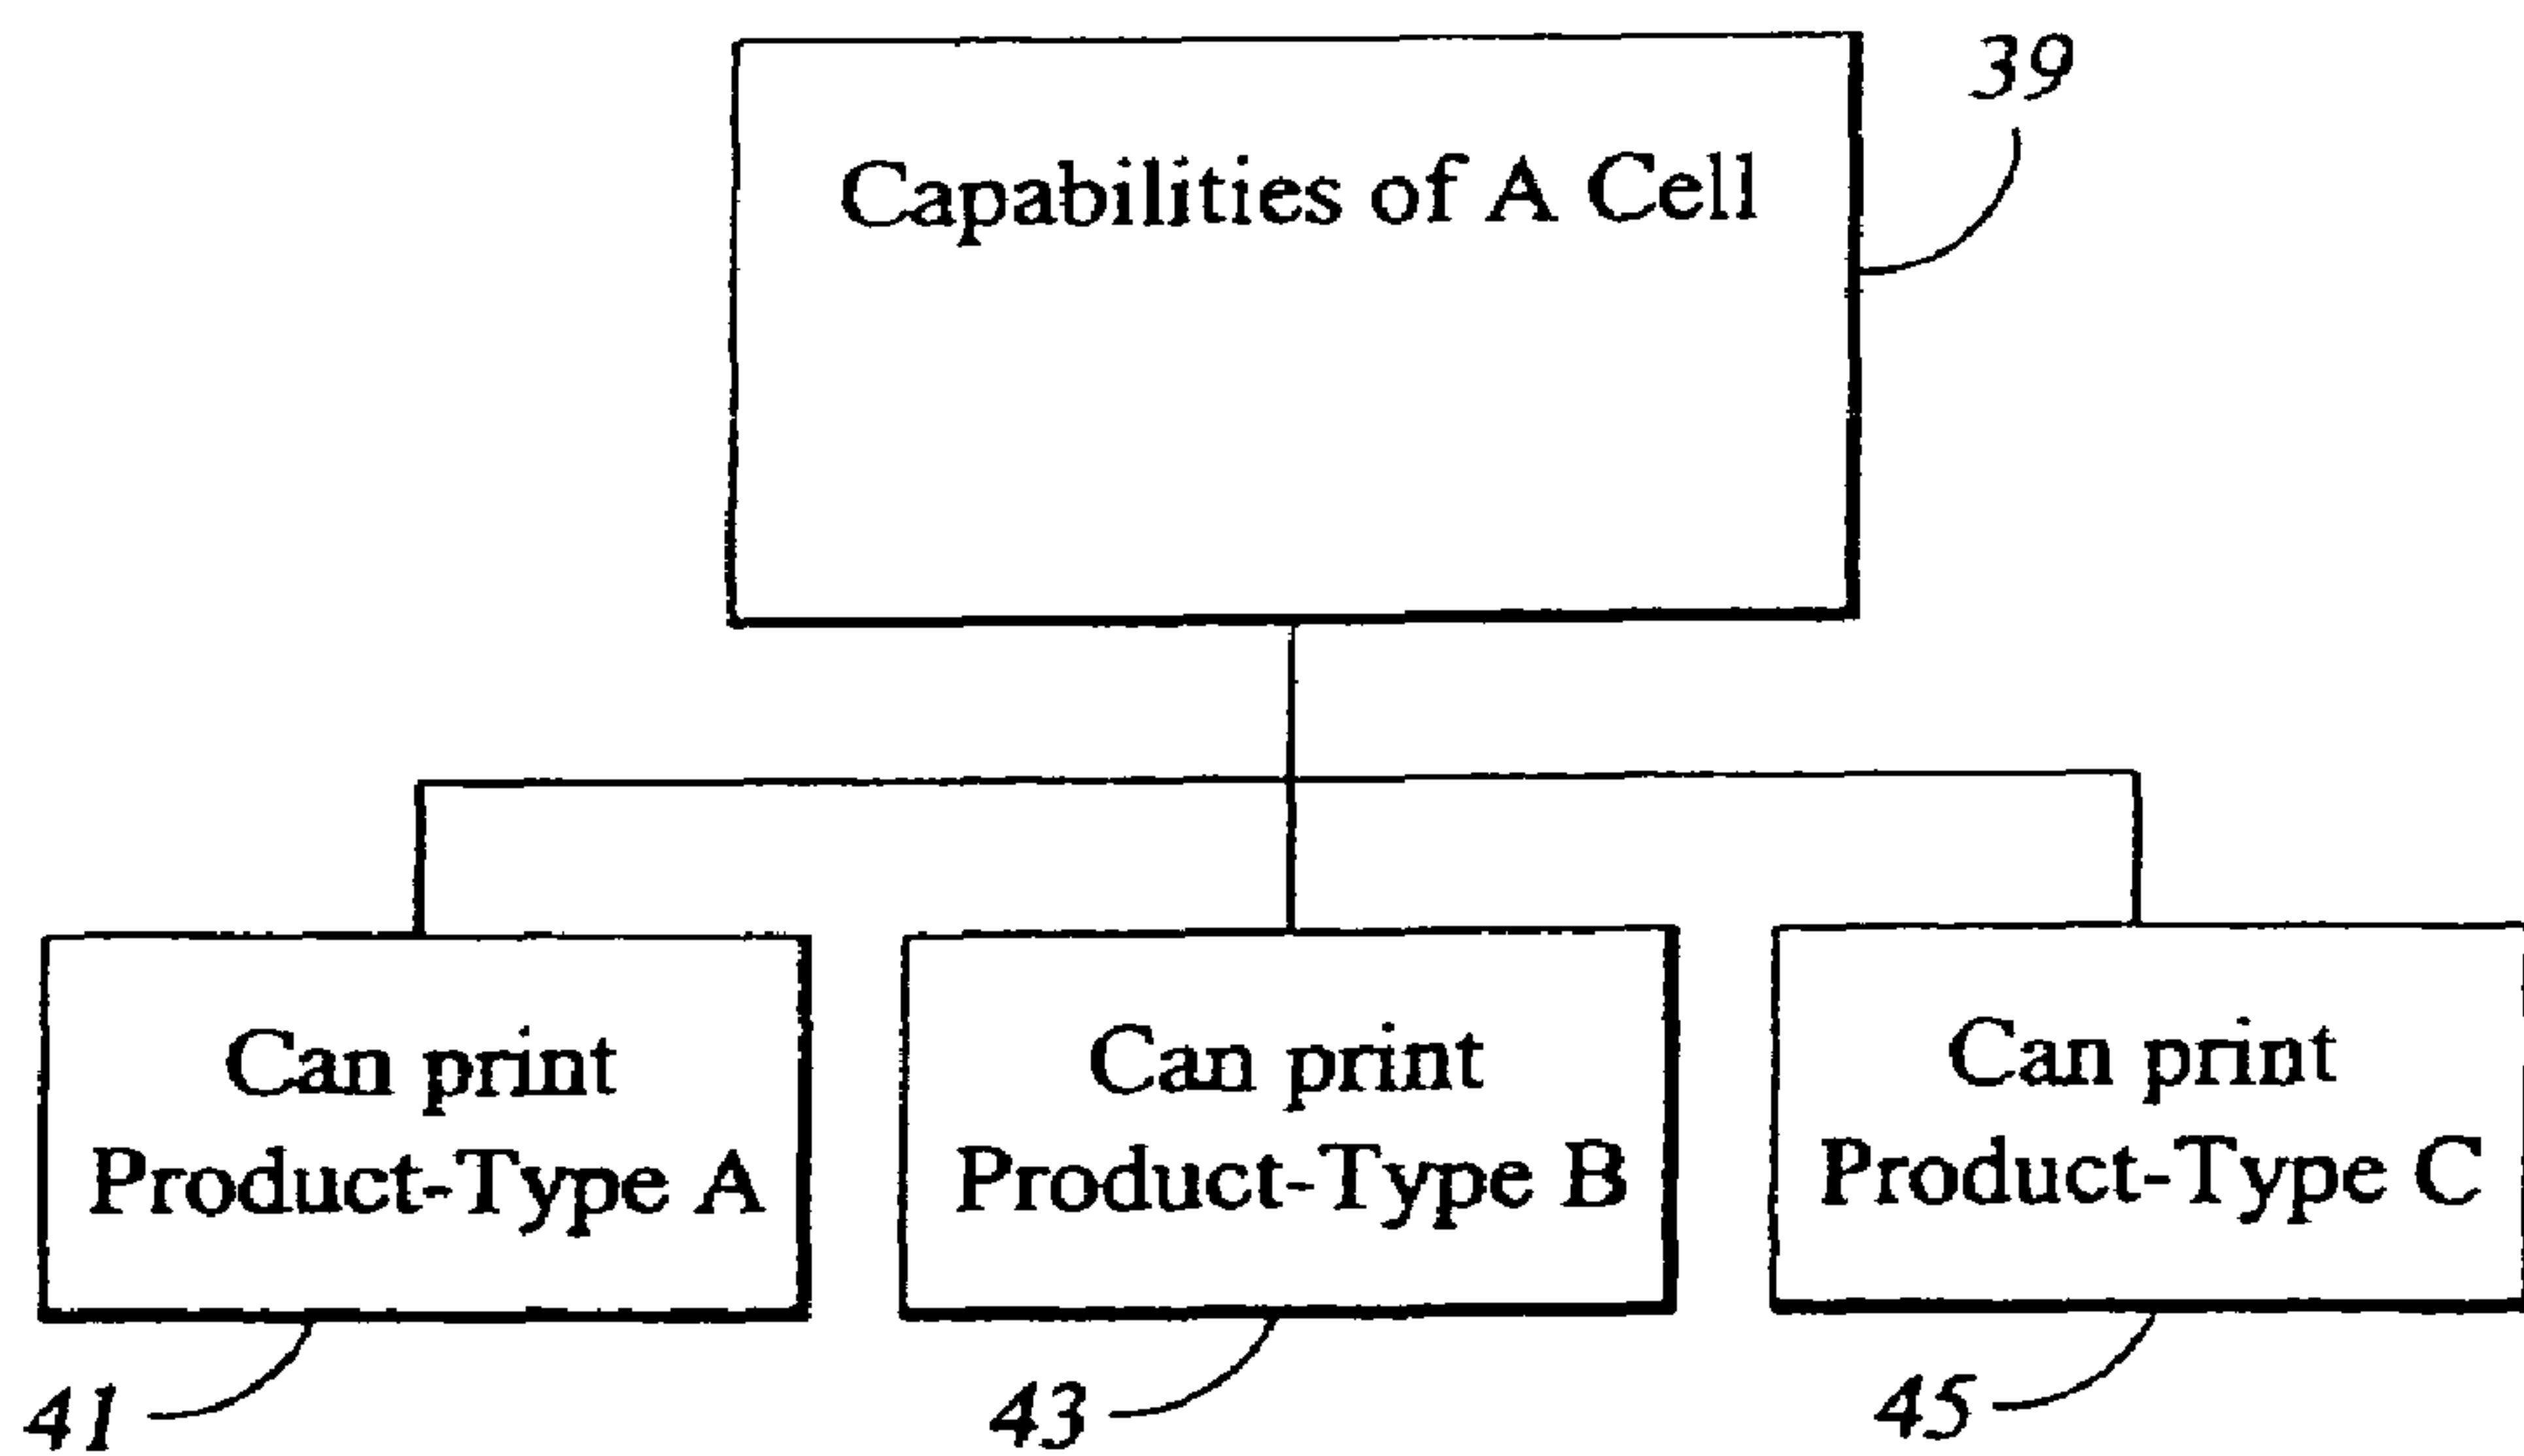 39
Capabilities of A Cell
Can print
Product-Type A
Can print
Product-Type B
Can print
Product-Type C
41
43
45